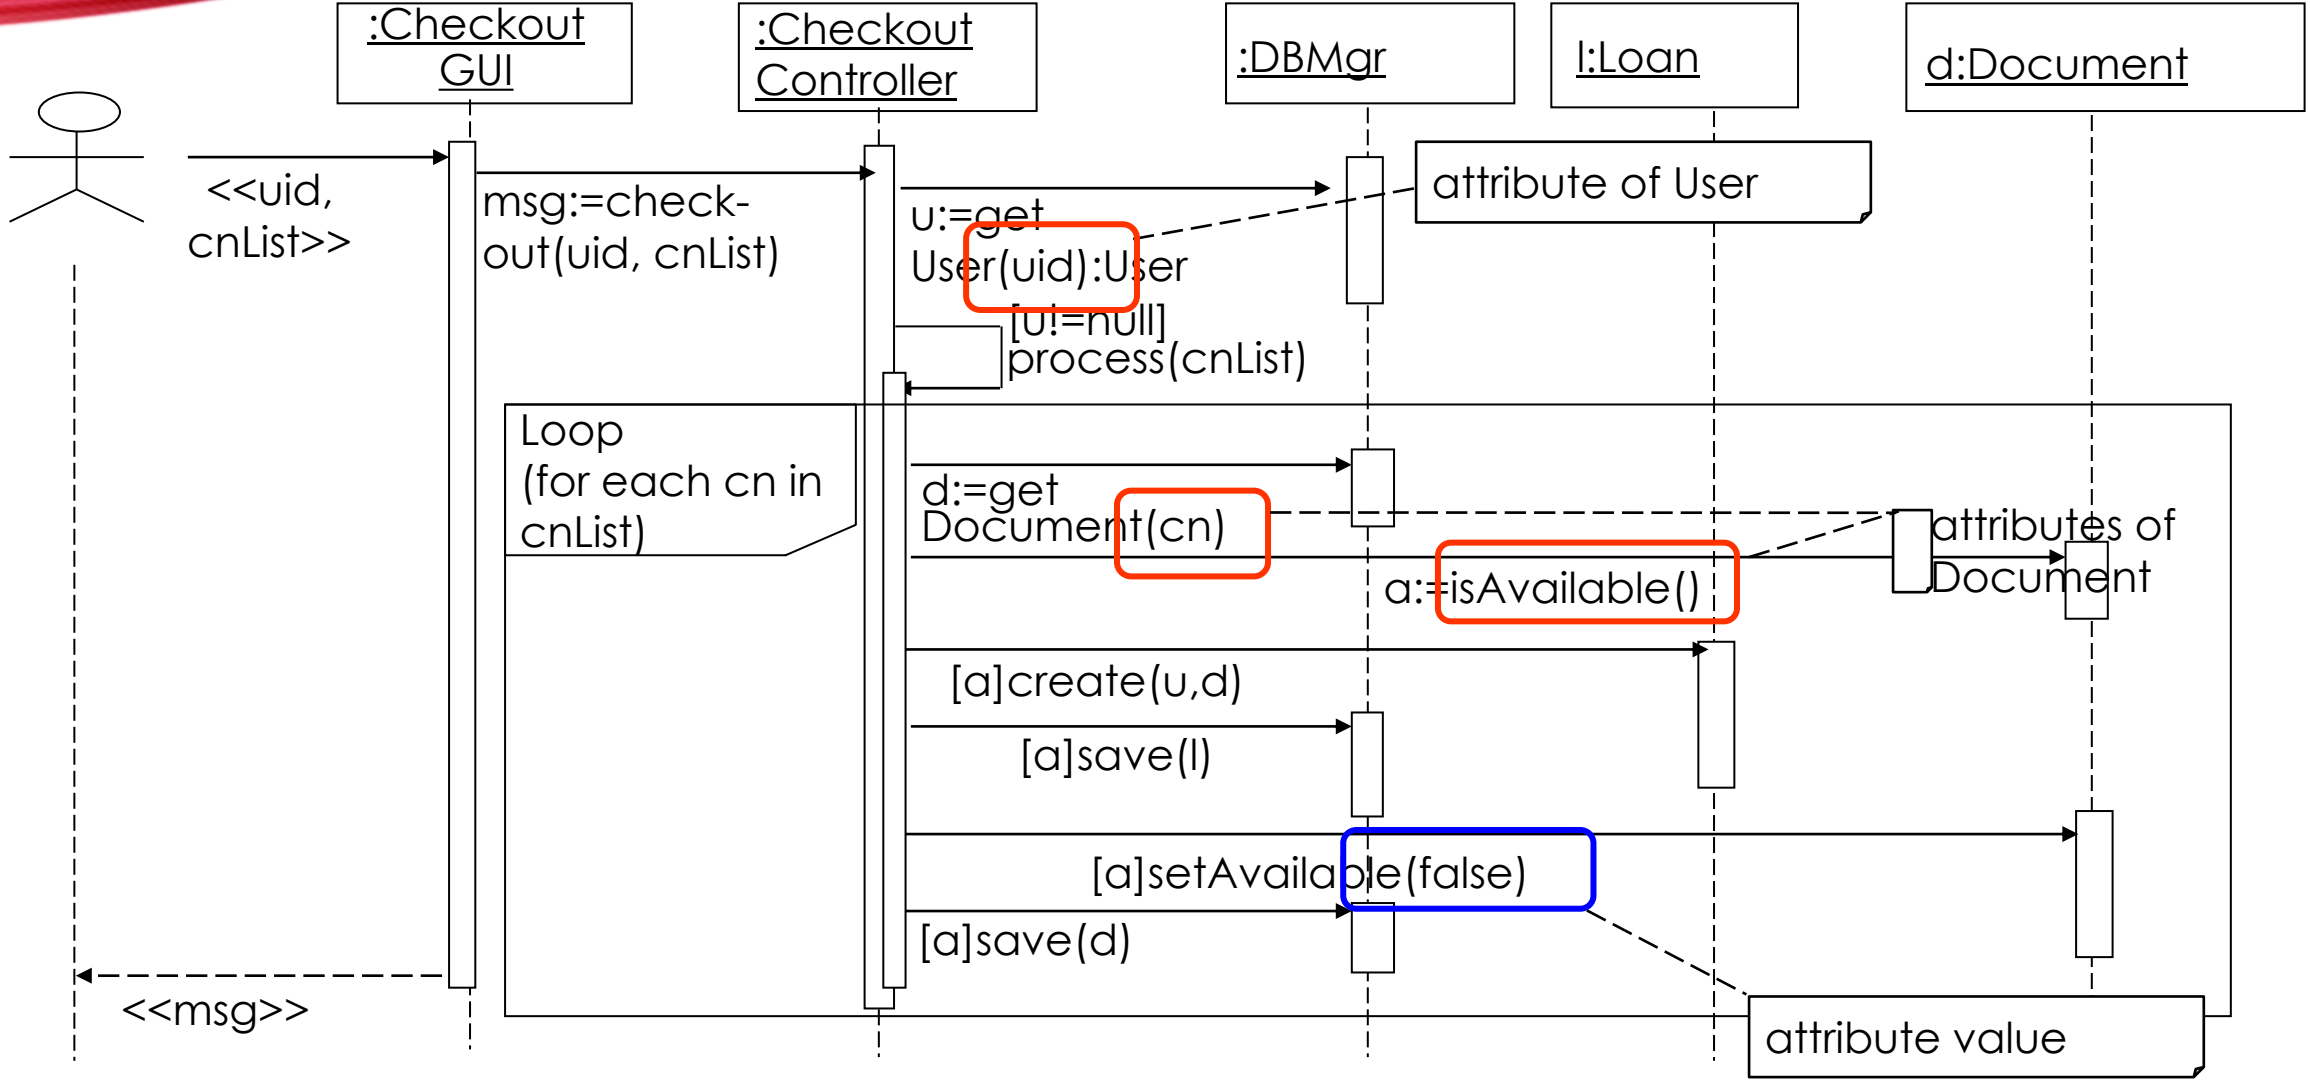 :Checkout
GUI
:Checkout
Controller
:DBMgr
l:Loan
d:Document
<<uid,
cnList>>
msg:=check-
out(uid, cnList)
u:=get
User(uid):User
attribute of User
[u!=null]
process(cnList)
Loop
(for each cn in
cnList)
d:=get
Document(cn)
attributes of
Document
a:=isAvailable()
[a]create(u,d)
[a]save(l)
[a]setAvailable(false)
[a]save(d)
<<msg>>
attribute value